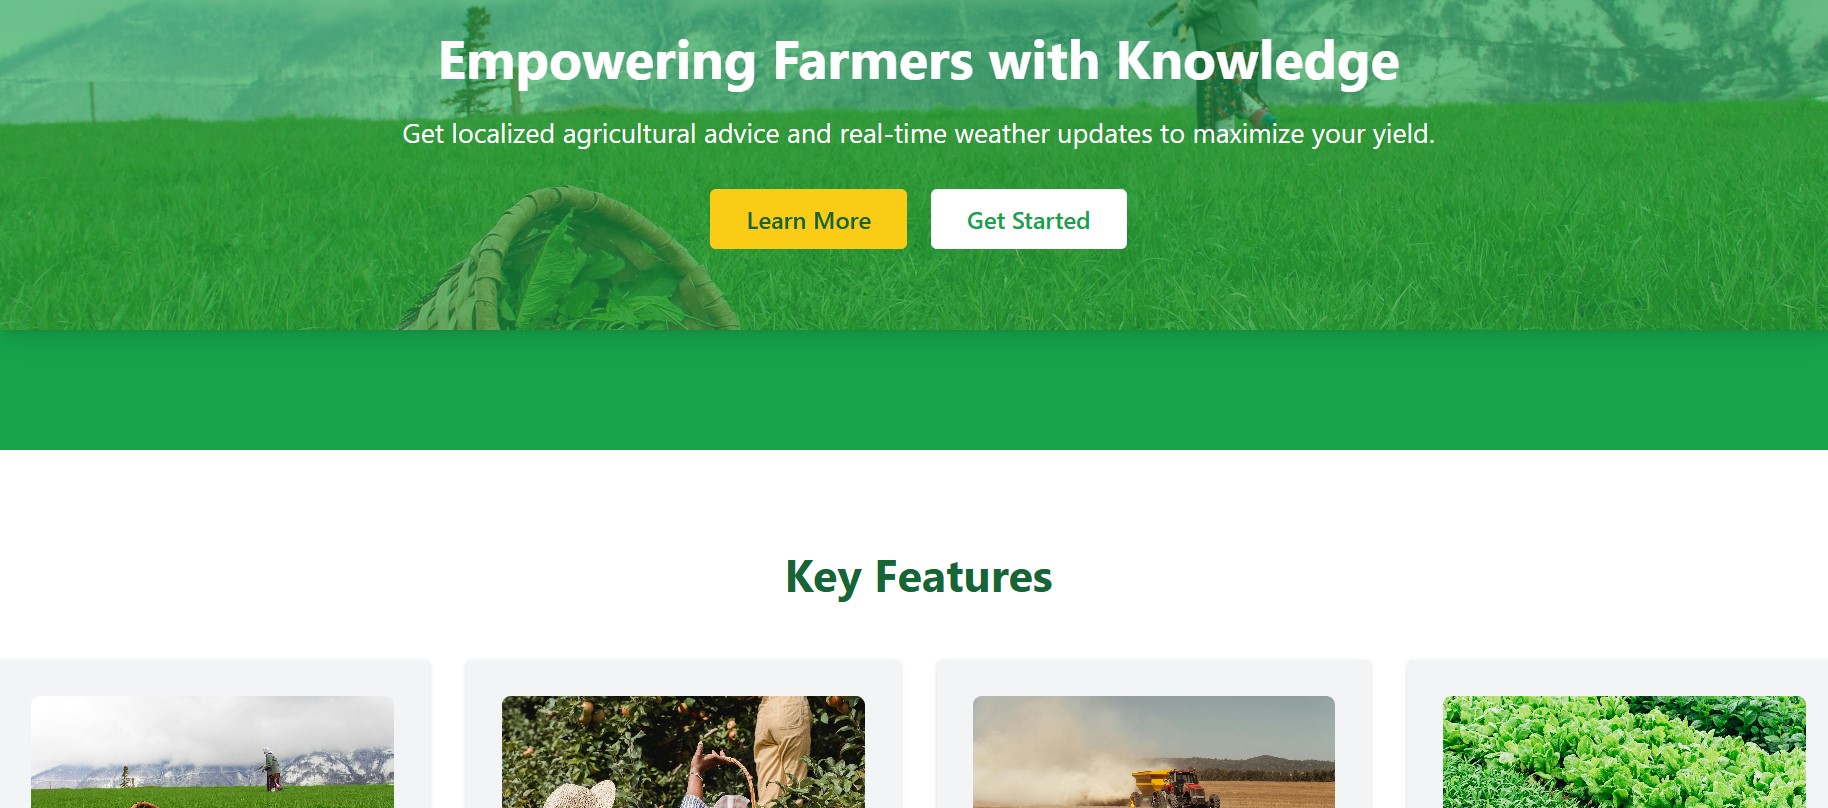 Empowering Farmers with Knowledge
Get localized agricultural advice and real-time weather updates to maximize your yield.
Learn More
Get Started
Key Features